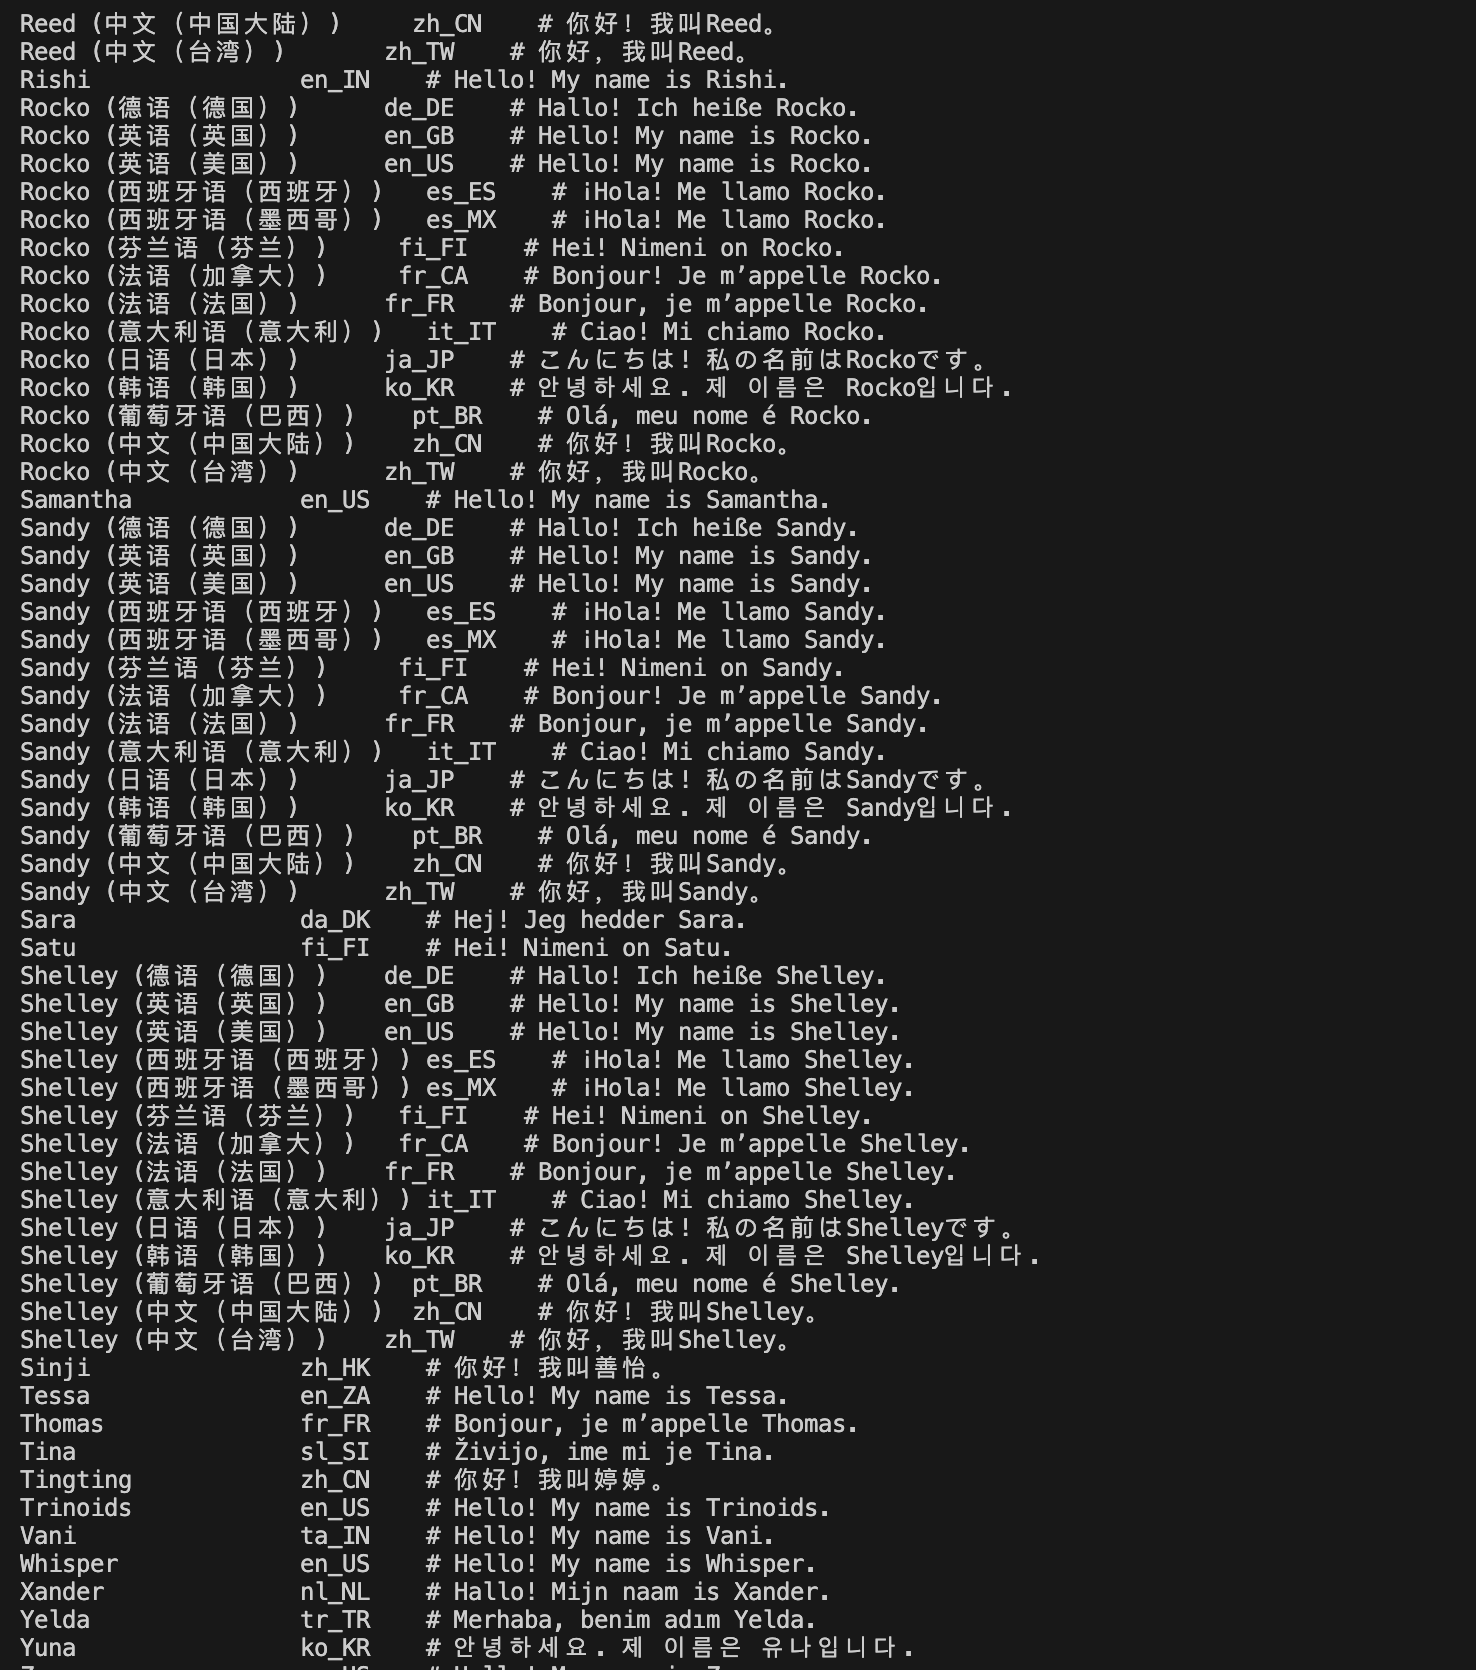 Reed (中文 (中国大陆) )     zh_CN    # 你好! 我叫Reed。
Reed (中文 (台湾) )       zh_TW    # 你好, 我叫Reed。
Rishi               en_IN    # Hello! My name is Rishi.
Rocko (德语 (德国) )      de_DE    # Hallo! Ich heiße Rocko.
Rocko (英语 (英国) )      en_GB    # Hello! My name is Rocko.
Rocko (英语 (美国) )      en_US    # Hello! My name is Rocko.
Rocko (西班牙语 (西班牙) )   es_ES    # ¡Hola! Me llamo Rocko.
Rocko (西班牙语 (墨西哥) )   es_MX    # ¡Hola! Me llamo Rocko.
Rocko (芬兰语 (芬兰) )     fi_FI    # Hei! Nimeni on Rocko.
Rocko (法语 (加拿大) )     fr_CA    # Bonjour! Je m’appelle Rocko.
Rocko (法语 (法国) )      fr_FR    # Bonjour, je m’appelle Rocko.
Rocko (意大利语 (意大利) )   it_IT    # Ciao! Mi chiamo Rocko.
Rocko (日语 (日本) )      ja_JP    # こんにちは! 私の名前はRockoです。
Rocko (韩语 (韩国) )      ko_KR    # 안녕하세요. 제 이름은 Rocko입니다.
Rocko (葡萄牙语 (巴西) )    pt_BR    # Olá, meu nome é Rocko.
Rocko (中文 (中国大陆) )    zh_CN    # 你好! 我叫Rocko。
Rocko (中文 (台湾) )      zh_TW    # 你好, 我叫Rocko。
Samantha            en_US    # Hello! My name is Samantha.
Sandy (德语 (德国) )      de_DE    # Hallo! Ich heiße Sandy.
Sandy (英语 (英国) )      en_GB    # Hello! My name is Sandy.
Sandy (英语 (美国) )      en_US    # Hello! My name is Sandy.
Sandy (西班牙语 (西班牙) )   es_ES    # ¡Hola! Me llamo Sandy.
Sandy (西班牙语 (墨西哥) )   es_MX    # ¡Hola! Me llamo Sandy.
Sandy (芬兰语 (芬兰) )     fi_FI    # Hei! Nimeni on Sandy.
Sandy (法语 (加拿大) )     fr_CA    # Bonjour! Je m’appelle Sandy.
Sandy (法语 (法国) )      fr_FR    # Bonjour, je m’appelle Sandy.
Sandy (意大利语 (意大利) )   it_IT    # Ciao! Mi chiamo Sandy.
Sandy (日语 (日本) )      ja_JP    # こんにちは! 私の名前はSandyです。
Sandy (韩语 (韩国) )      ko_KR    # 안녕하세요. 제 이름은 Sandy입니다.
Sandy (葡萄牙语 (巴西) )    pt_BR    # Olá, meu nome é Sandy.
Sandy (中文 (中国大陆) )    zh_CN    # 你好! 我叫Sandy。
Sandy (中文 (台湾) )      zh_TW    # 你好, 我叫Sandy。
Sara                da_DK    # Hej! Jeg hedder Sara.
Satu                fi_FI    # Hei! Nimeni on Satu.
Shelley (德语 (德国) )    de_DE    # Hallo! Ich heiße Shelley.
Shelley (英语 (英国) )    en_GB    # Hello! My name is Shelley.
Shelley (英语 (美国) )    en_US    # Hello! My name is Shelley.
Shelley (西班牙语 (西班牙) ) es_ES    # ¡Hola! Me llamo Shelley.
Shelley (西班牙语 (墨西哥) ) es_MX    # ¡Hola! Me llamo Shelley.
Shelley (芬兰语 (芬兰) )   fi_FI    # Hei! Nimeni on Shelley.
Shelley (法语 (加拿大) )   fr_CA    # Bonjour! Je m’appelle Shelley.
Shelley (法语 (法国) )    fr_FR    # Bonjour, je m’appelle Shelley.
Shelley (意大利语 (意大利) ) it_IT    # Ciao! Mi chiamo Shelley.
Shelley (日语 (日本) )    ja_JP    # こんにちは! 私の名前はShelleyです。
Shelley (韩语 (韩国) )    ko_KR    # 안녕하세요. 제 이름은 Shelley입니다.
Shelley (葡萄牙语 (巴西) )  pt_BR    # Olá, meu nome é Shelley.
Shelley (中文 (中国大陆) )  zh_CN    # 你好! 我叫Shelley。
Shelley (中文 (台湾) )    zh_TW    # 你好, 我叫Shelley。
Sinji               zh_HK    # 你好! 我叫善怡。
Tessa               en_ZA    # Hello! My name is Tessa.
Thomas              fr_FR    # Bonjour, je m’appelle Thomas.
Tina                sl_SI    # Živijo, ime mi je Tina.
Tingting            zh_CN    # 你好! 我叫婷婷。
Trinoids            en_US    # Hello! My name is Trinoids.
Vani                ta_IN    # Hello! My name is Vani.
Whisper             en_US    # Hello! My name is Whisper.
Xander              nl_NL    # Hallo! Mijn naam is Xander.
Yelda               tr_TR    # Merhaba, benim adım Yelda.
Yuna                ko_KR    # 안녕하세요. 제 이름은 유나입니다.